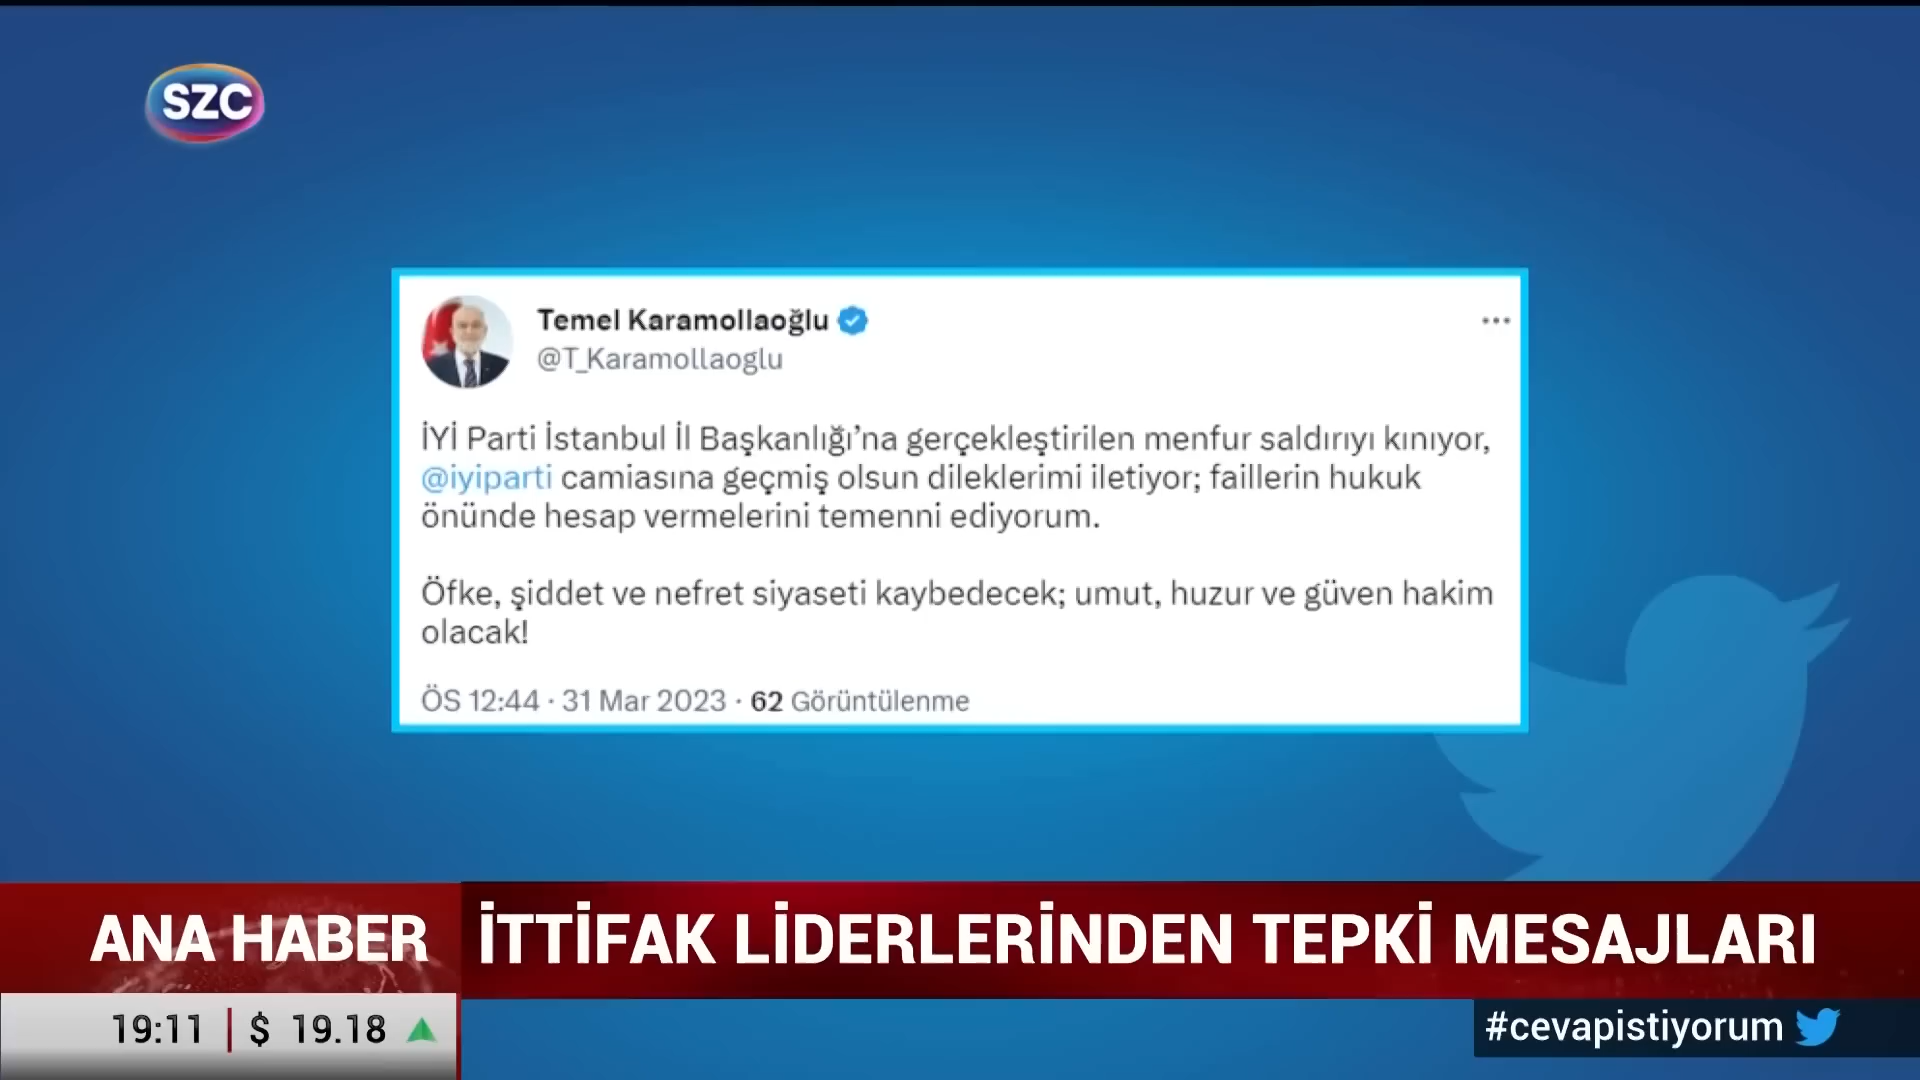 SZC
Temel Karamollaoğlu
@T_Karamollaoglu
İYİ Parti İstanbul İl Başkanlığı’na gerçekleştirilen menfur saldırıyı kınıyor,
@iyiparti camiasına geçmiş olsun dileklerimi iletiyor; faillerin hukuk
önünde hesap vermelerini temenni ediyorum.
Öfke, şiddet ve nefret siyaseti kaybedecek; umut, huzur ve güven hakim
olacak!
ÖS 12:44 · 31 Mar 2023 · 62 Görüntülenme
ANA HABER
İTTİFAK LİDERLERİNDEN TEPKİ MESAJLARI
19:11 | $ 19.18
#cevapistiyorum